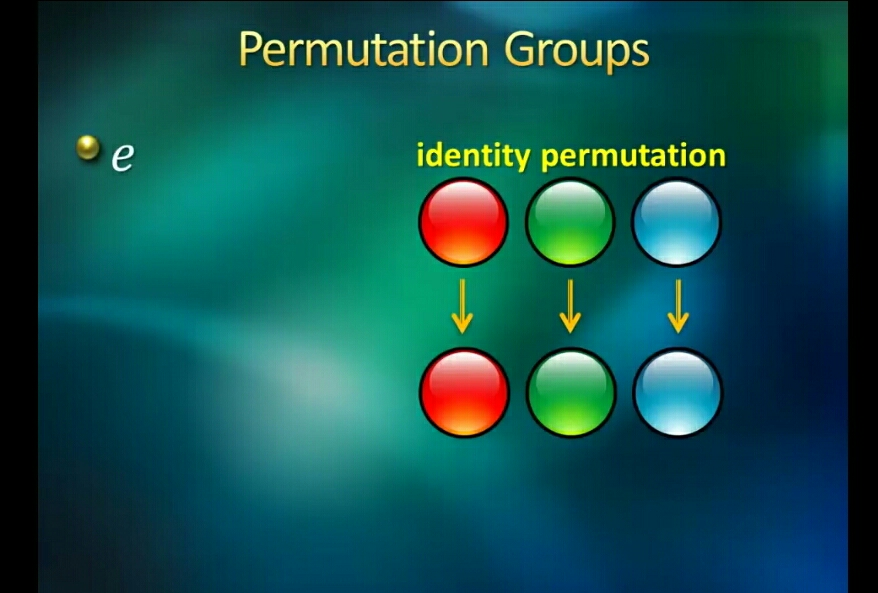 Permutation Groups
e
identity permutation